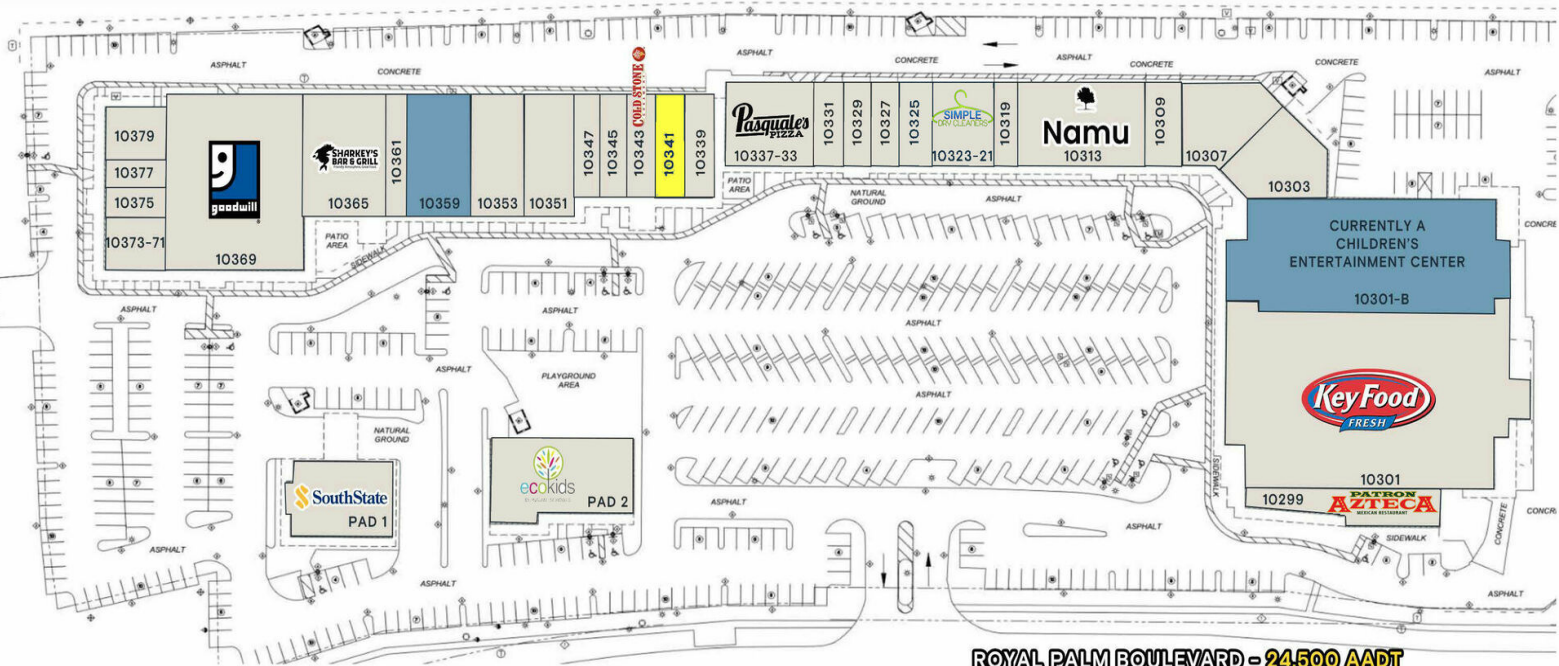 ASPHALT
CONCRETE
ASPHALT
CONCRETE
ASPHALT
CONCRETE
CONCRETE
ASPHALT
10379
10377
10375
10373-71
goodwill
10369
SHARKEY'S
BAR & GRILL
10365
10361
10359
10353
10351
10347
10345
COLD STONE
10343
10341
10339
Pasquale's
PIZZA
10337-33
10331
10329
10327
10325
SIMPLE
DRY CLEANERS
10323-21
10319
Namu
10313
10309
10307
10303
PATIO
AREA
SIDEWALK
PATIO
AREA
NATURAL
GROUND
ASPHALT
CURRENTLY A
CHILDREN'S
ENTERTAINMENT CENTER
10301-B
CONCRE
ASPHALT
ASPHALT
ASPHALT
ASPHALT
PLAYGROUND
AREA
ASPHALT
NATURAL
GROUND
KeyFood
FRESH
10301
10299
PATRON
AZTECA
MEXICAN RESTAURANT
SouthState
PAD 1
ecokids
PAD 2
SIDEWALK
ASPHALT
ASPHALT
SIDEWALK
CONCRETE
CONCR
ASPHALT
ASPHALT
ASPHALT
ROYAL PALM BOULEVARD - 24,500 AADT